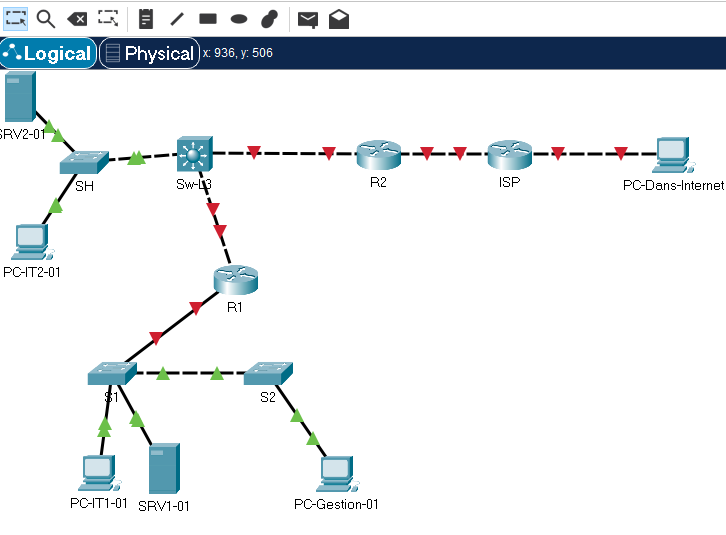 Logical
Physical
x: 936, y: 506
SRV2-01
SH
Sw-L3
R2
ISP
PC-Dans-Internet
PC-IT2-01
R1
S1
S2
PC-IT1-01
SRV1-01
PC-Gestion-01